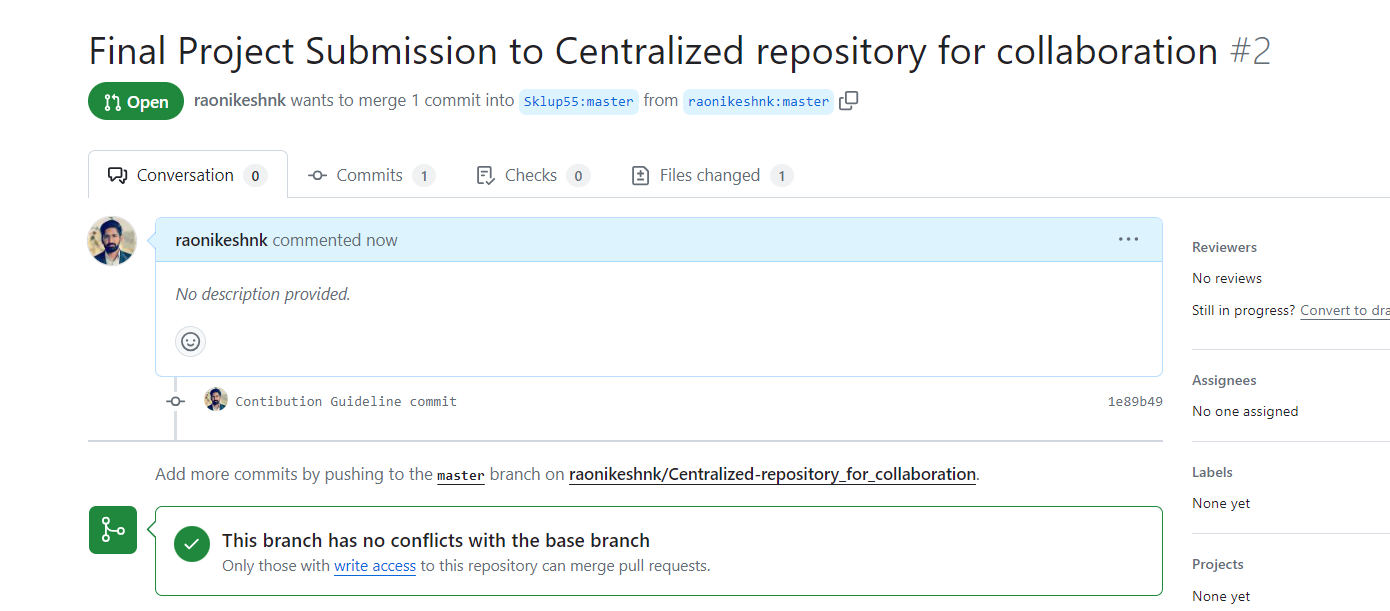 Final Project Submission to Centralized repository for collaboration #2
Open raonikeshnk wants to merge 1 commit into Sklup55:master from raonikeshnk:master
Conversation 0 Commits 1 Checks 0 Files changed 1
raonikeshnk commented now
No description provided.
Contibution Guideline commit 1e89b49
Add more commits by pushing to the master branch on raonikeshnk/Centralized-repository_for_collaboration.
This branch has no conflicts with the base branch
Only those with write access to this repository can merge pull requests.
Reviewers
No reviews
Still in progress? Convert to dra
Assignees
No one assigned
Labels
None yet
Projects
None yet